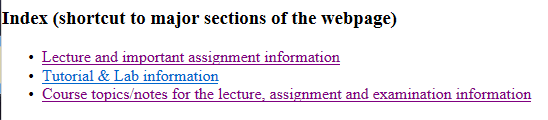 Index (shortcut to major sections of the webpage)
• Lecture and important assignment information
• Tutorial & Lab information
• Course topics/notes for the lecture, assignment and examination information